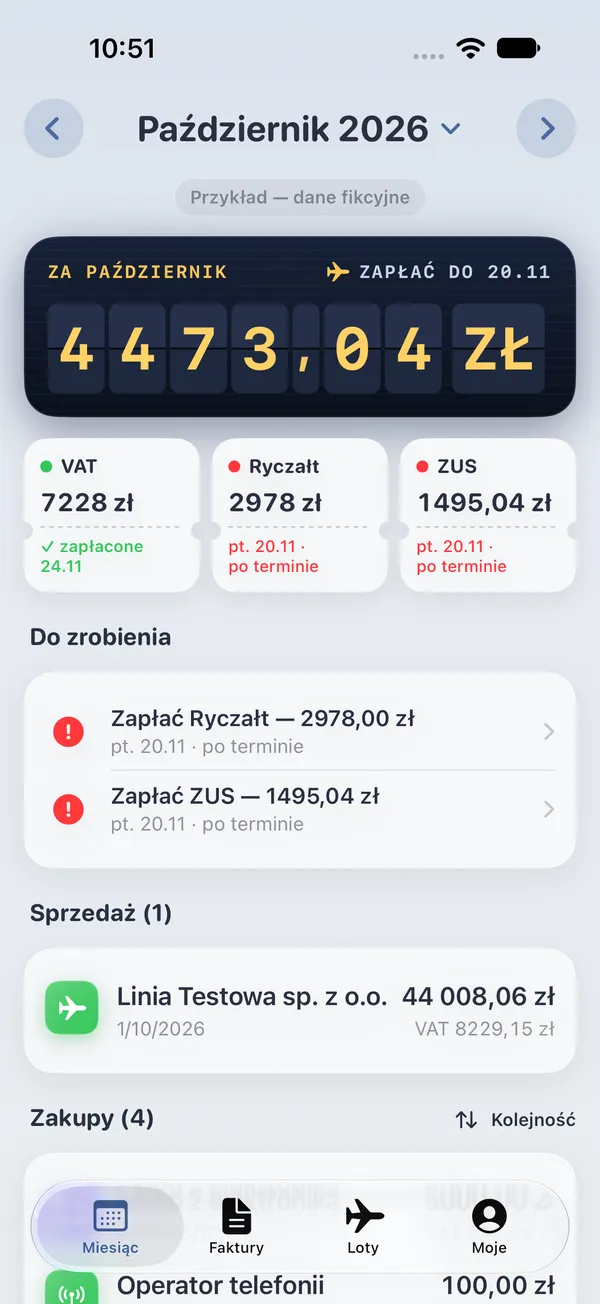 10:51
Październik 2026
Przykład — dane fikcyjne
ZA PAŹDZIERNIK
ZAPŁAĆ DO 20.11
4473,04 ZŁ
VAT
7228 zł
✓ zapłacone
24.11
Ryczałt
2978 zł
pt. 20.11 ·
po terminie
ZUS
1495,04 zł
pt. 20.11 ·
po terminie
Do zrobienia
Zapłać Ryczałt — 2978,00 zł
pt. 20.11 · po terminie
Zapłać ZUS — 1495,04 zł
pt. 20.11 · po terminie
Sprzedaż (1)
Linia Testowa sp. z o.o. 44 008,06 zł
1/10/2026 VAT 8229,15 zł
Zakupy (4)
Kolejność
Miesiąc
Faktury
Loty
Moje
Operator telefonii 100,00 zł